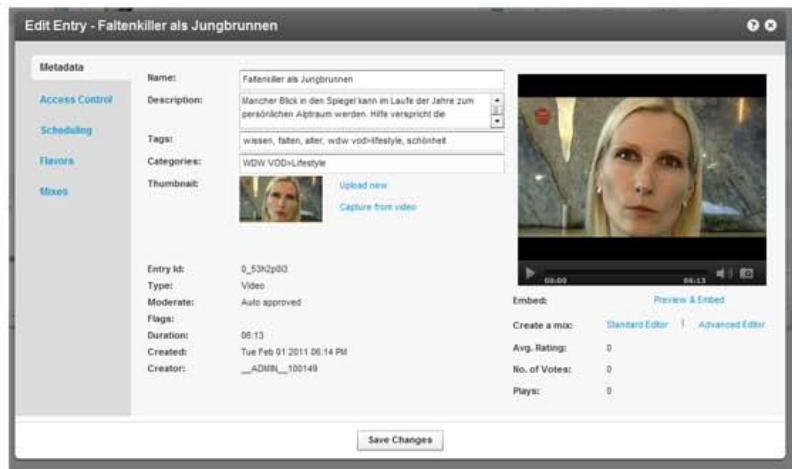 Edit Entry - Faltenkiller als Jungbrunnen
Metadata
Access Control
Scheduling
Flavors
Mixes
Name:
Faltenkiller als Jungbrunnen
Description:
Mancher Blick in den Spiegel kann im Laufe der Jahre zum
persönlichen Alptraum werden. Hilfe verspricht die
Tags:
wissen, falten, alter, wdw vod>lifestyle, schönheit
Categories:
WDW VOD>Lifestyle
Thumbnail:
Upload new
Capture from video
Entry Id:
Type:
Video
Moderate:
Auto approved
Flags:
Duration:
06:13
Created:
Tue Feb 01 2011 06:14 PM
Creator:
__ADMIN__100149
00:00
06:13
Embed:
Preview & Embed
Create a mix:
Standard Editor | Advanced Editor
Avg. Rating:
0
No. of Votes:
0
Plays:
0
Save Changes